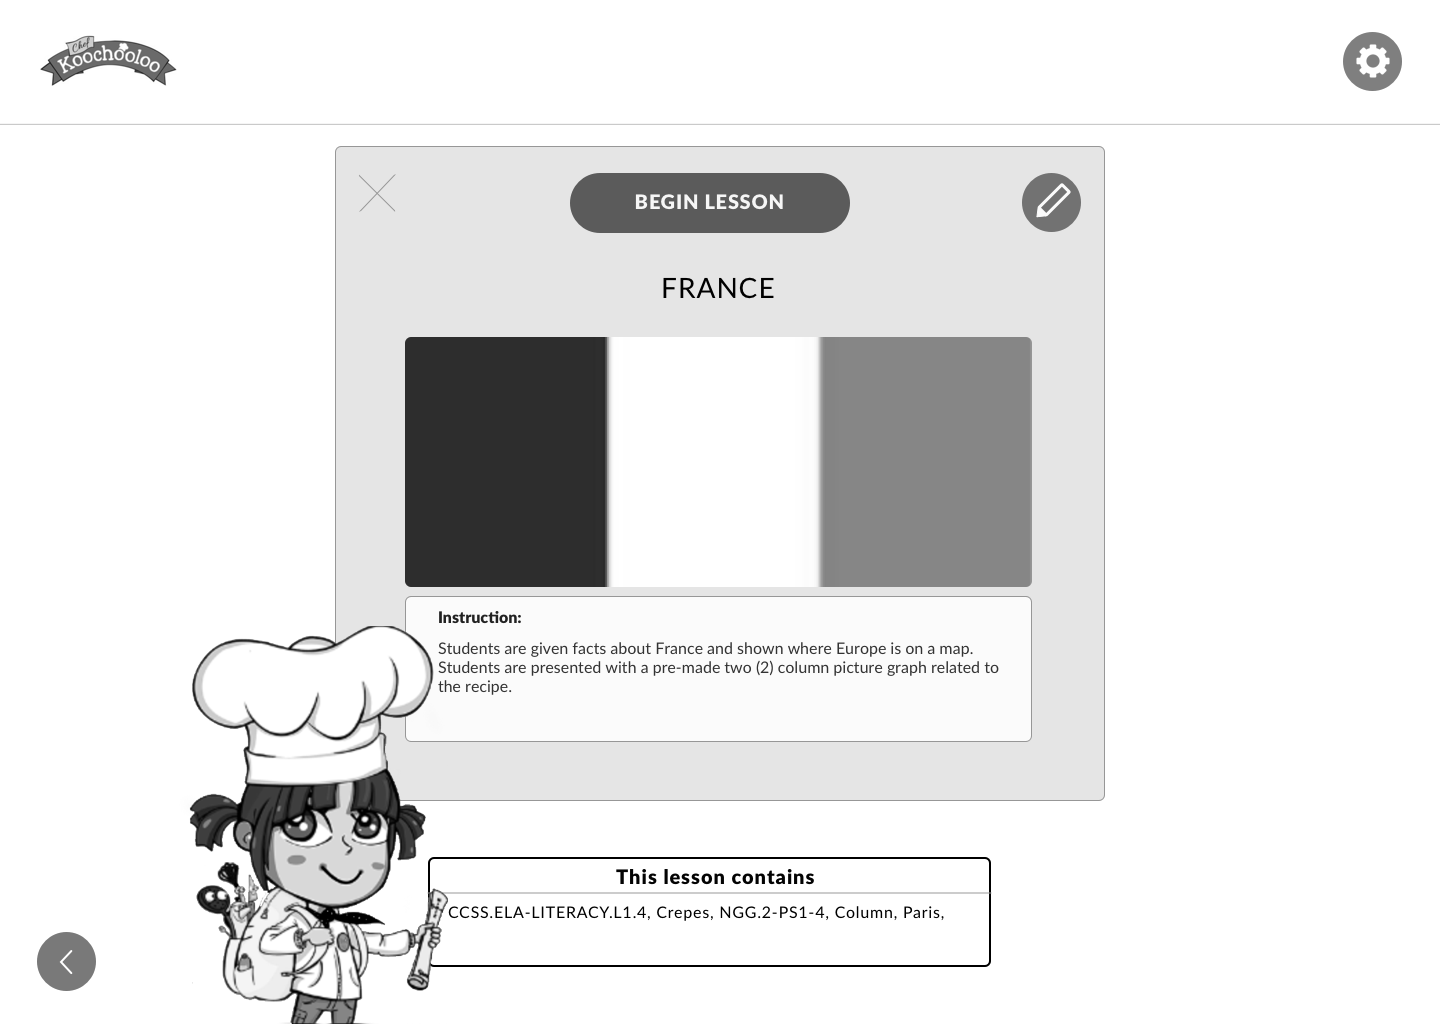 Chef
Koochooloo
BEGIN LESSON
FRANCE
Instruction:
Students are given facts about France and shown where Europe is on a map.
Students are presented with a pre-made two (2) column picture graph related to
the recipe.
This lesson contains
CCSS.ELA-LITERACY.L1.4, Crepes, NGG.2-PS1-4, Column, Paris,